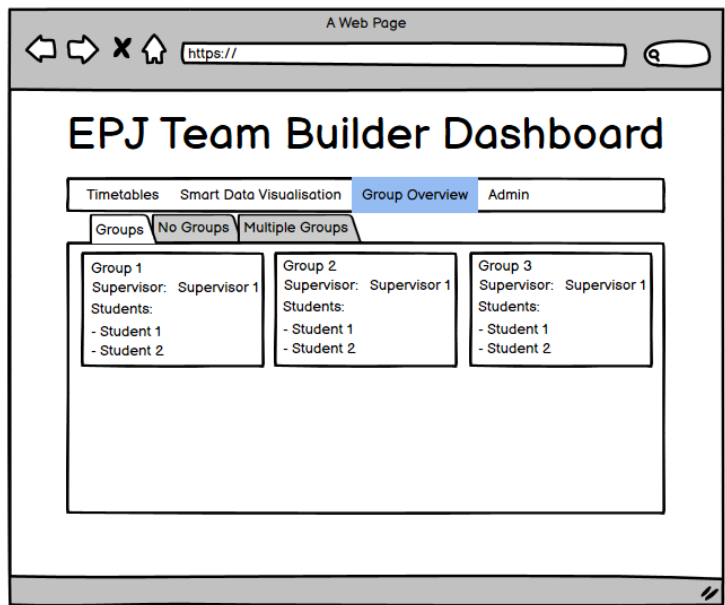 A Web Page
https://
EPJ Team Builder Dashboard
Timetables Smart Data Visualisation Group Overview Admin
Groups No Groups Multiple Groups
Group 1
Supervisor: Supervisor 1
Students:
- Student 1
- Student 2
Group 2
Supervisor: Supervisor 1
Students:
- Student 1
- Student 2
Group 3
Supervisor: Supervisor 1
Students:
- Student 1
- Student 2